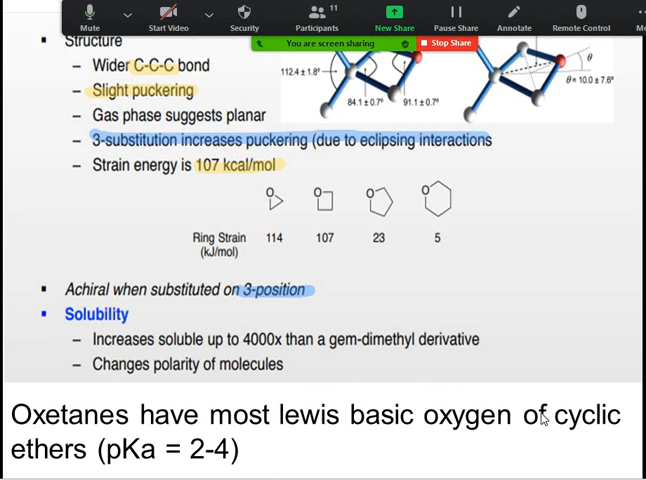 11
Mute
Start Video
Security
Participants
New Share
Pause Share
Annotate
Remote Control
You are screen sharing
Stop Share
Structure
– Wider C-C-C bond
– Slight puckering
– Gas phase suggests planar
– 3-substitution increases puckering (due to eclipsing interactions
– Strain energy is 107 kcal/mol
112.4 ± 1.8°
84.1 ± 0.7°
91.1 ± 0.7°
θ
θ = 10.0 ± 7.6°
O O O O
Ring Strain 114 107 23 5
(kJ/mol)
▪ Achiral when substituted on 3-position
▪ Solubility
– Increases soluble up to 4000x than a gem-dimethyl derivative
– Changes polarity of molecules
Oxetanes have most lewis basic oxygen of cyclic
ethers (pKa = 2-4)